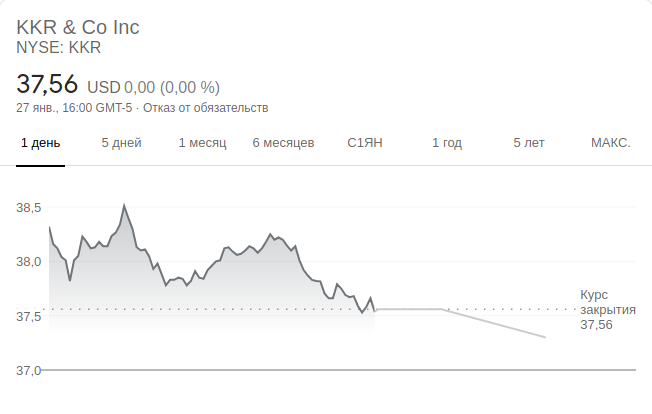 KKR & Co Inc
NYSE: KKR
37,56 USD 0,00 (0,00 %)
27 янв., 16:00 GMT-5 · Отказ от обязательств
1 день 5 дней 1 месяц 6 месяцев С1ЯН 1 год 5 лет МАКС.
38,5
38,0
37,5
37,0
Курс
закрытия
37,56